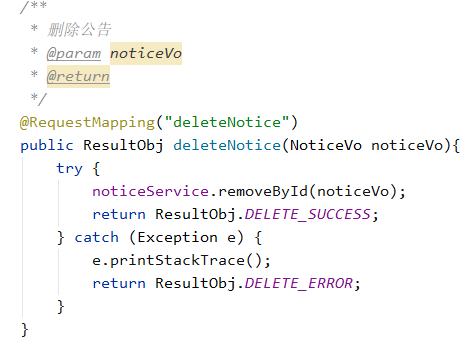 /**
 * 删除公告
 * @param noticeVo
 * @return
 */
@RequestMapping("deleteNotice")
public ResultObj deleteNotice(NoticeVo noticeVo){
    try {
        noticeService.removeById(noticeVo);
        return ResultObj.DELETE_SUCCESS;
    } catch (Exception e) {
        e.printStackTrace();
        return ResultObj.DELETE_ERROR;
    }
}